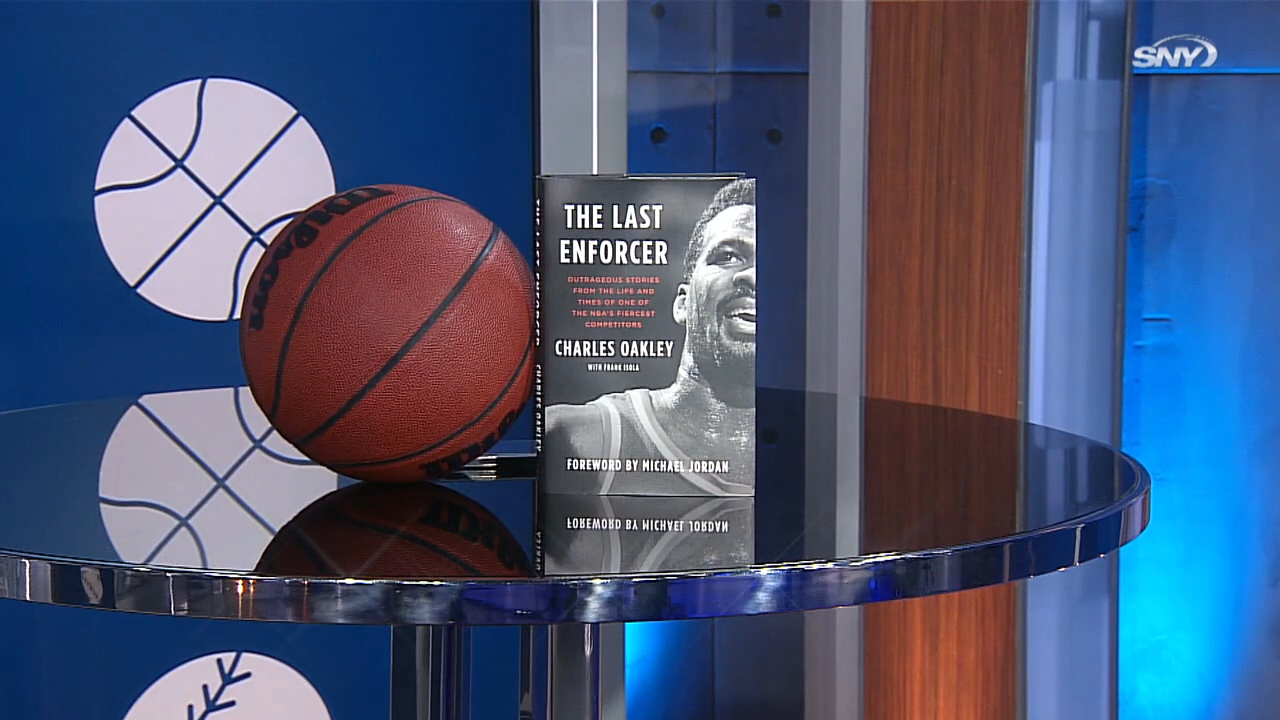 SNY
Wilson
THE LAST
ENFORCER
OUTRAGEOUS STORIES
FROM THE LIFE AND
TIMES OF ONE OF
THE NBA'S FIERCEST
COMPETITORS
CHARLES OAKLEY
WITH FRANK ISOLA
FOREWORD BY MICHAEL JORDAN
THE LAST ENFORCER
CHARLES OAKLEY